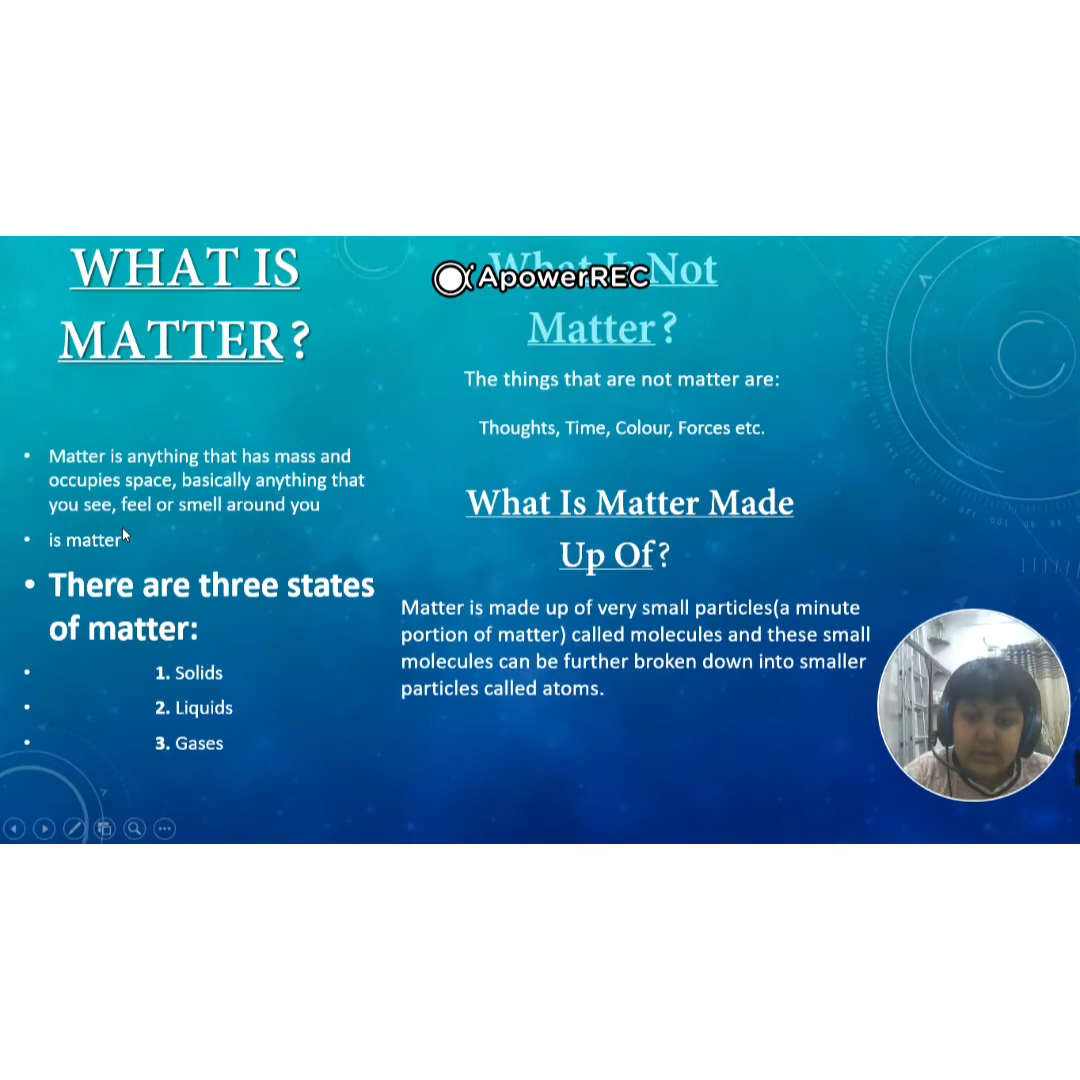 WHAT IS
MATTER?
Matter is anything that has mass and
occupies space, basically anything that
you see, feel or smell around you
is matter
There are three states
of matter:
1. Solids
2. Liquids
3. Gases
What Is Not
ApowerREC
Matter?
The things that are not matter are:
Thoughts, Time, Colour, Forces etc.
What Is Matter Made
Up Of?
Matter is made up of very small particles(a minute
portion of matter) called molecules and these small
molecules can be further broken down into smaller
particles called atoms.